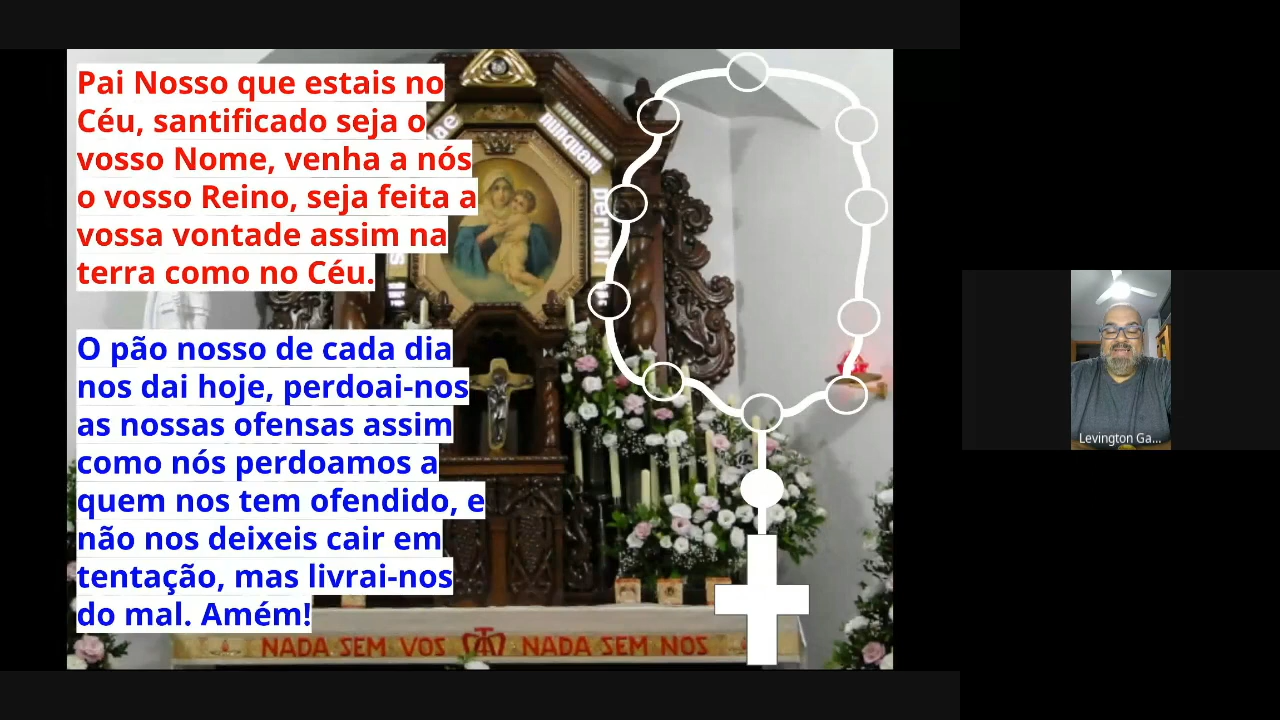 Pai Nosso que estais no
Céu, santificado seja o
vosso Nome, venha a nós
o vosso Reino, seja feita a
vossa vontade assim na
terra como no Céu.
O pão nosso de cada dia
nos dai hoje, perdoai-nos
as nossas ofensas assim
como nós perdoamos a
quem nos tem ofendido, e
não nos deixeis cair em
tentação, mas livrai-nos
do mal. Amém!
nunquam
peribit
NADA SEM VOS NADA SEM NOS
Levington Ga...